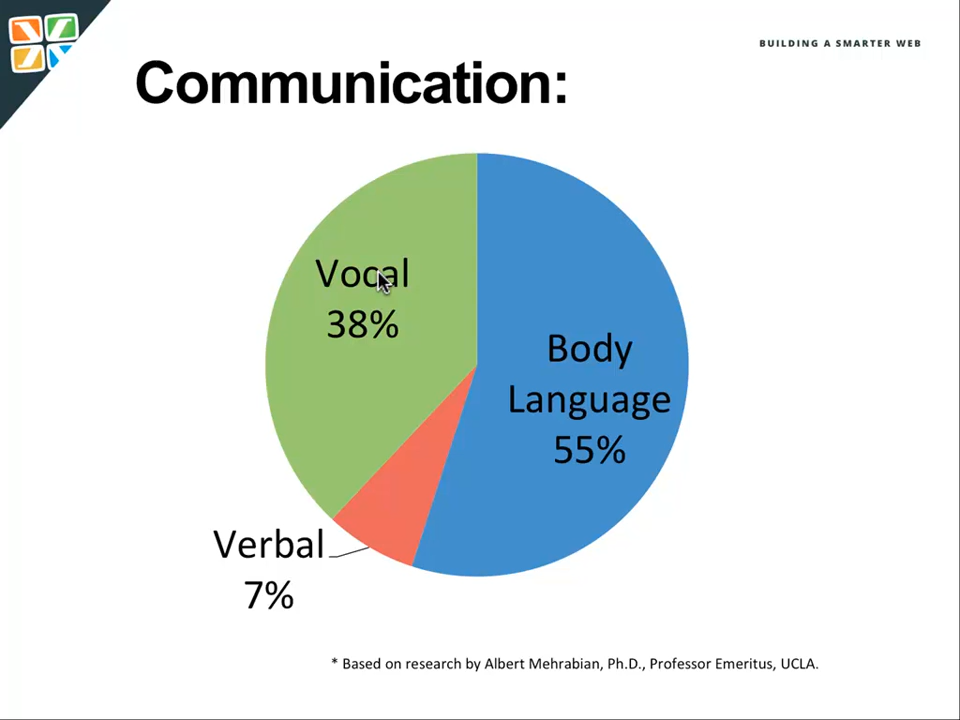 BUILDING A SMARTER WEB
Communication:
Vocal
38%
Body
Language
55%
Verbal
7%
* Based on research by Albert Mehrabian, Ph.D., Professor Emeritus, UCLA.